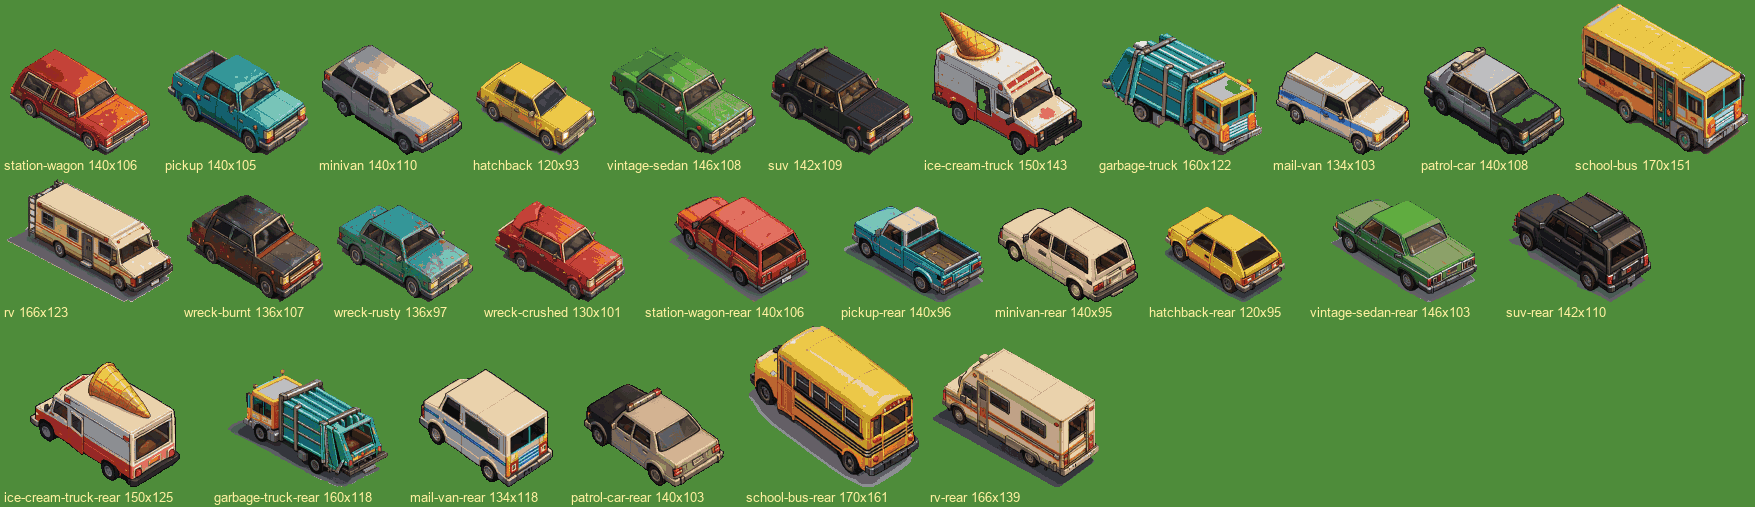 station-wagon 140x106
pickup 140x105
minivan 140x110
hatchback 120x93
vintage-sedan 146x108
suv 142x109
ice-cream-truck 150x143
garbage-truck 160x122
mail-van 134x103
patrol-car 140x108
school-bus 170x151
rv 166x123
wreck-burnt 136x107
wreck-rusty 136x97
wreck-crushed 130x101
station-wagon-rear 140x106
pickup-rear 140x96
minivan-rear 140x95
hatchback-rear 120x95
vintage-sedan-rear 146x103
suv-rear 142x110
ice-cream-truck-rear 150x125
garbage-truck-rear 160x118
mail-van-rear 134x118
patrol-car-rear 140x103
school-bus-rear 170x161
rv-rear 166x139